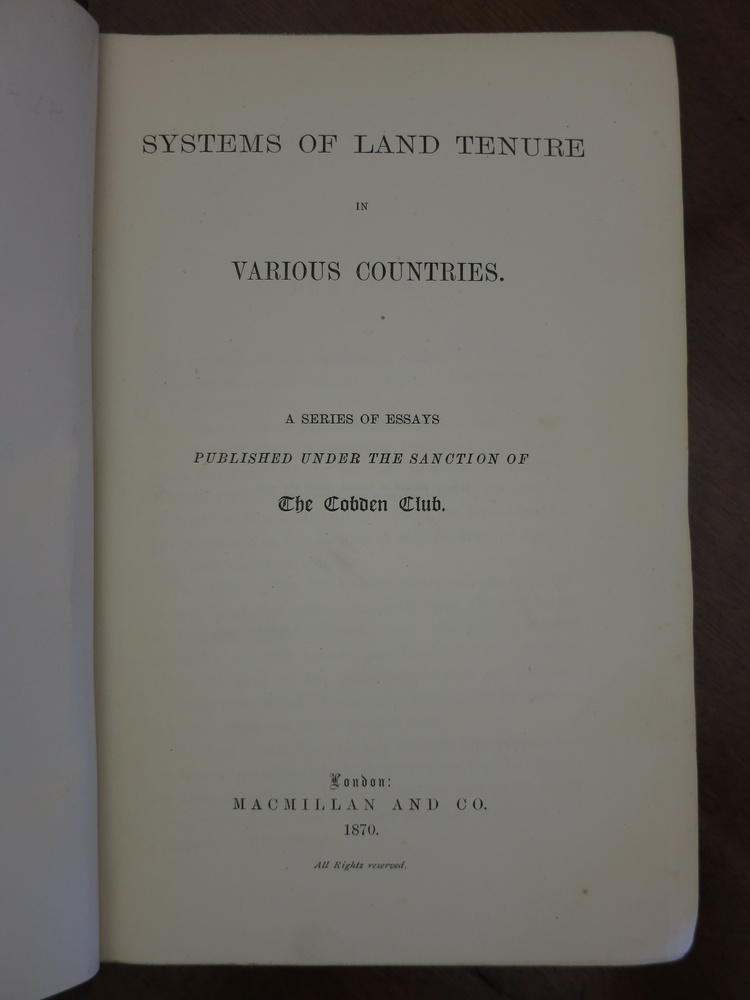 SYSTEMS OF LAND TENURE
IN
VARIOUS COUNTRIES.
A SERIES OF ESSAYS
PUBLISHED UNDER THE SANCTION OF
The Cobden Club.
London:
MACMILLAN AND CO.
1870.
All Rights reserved.